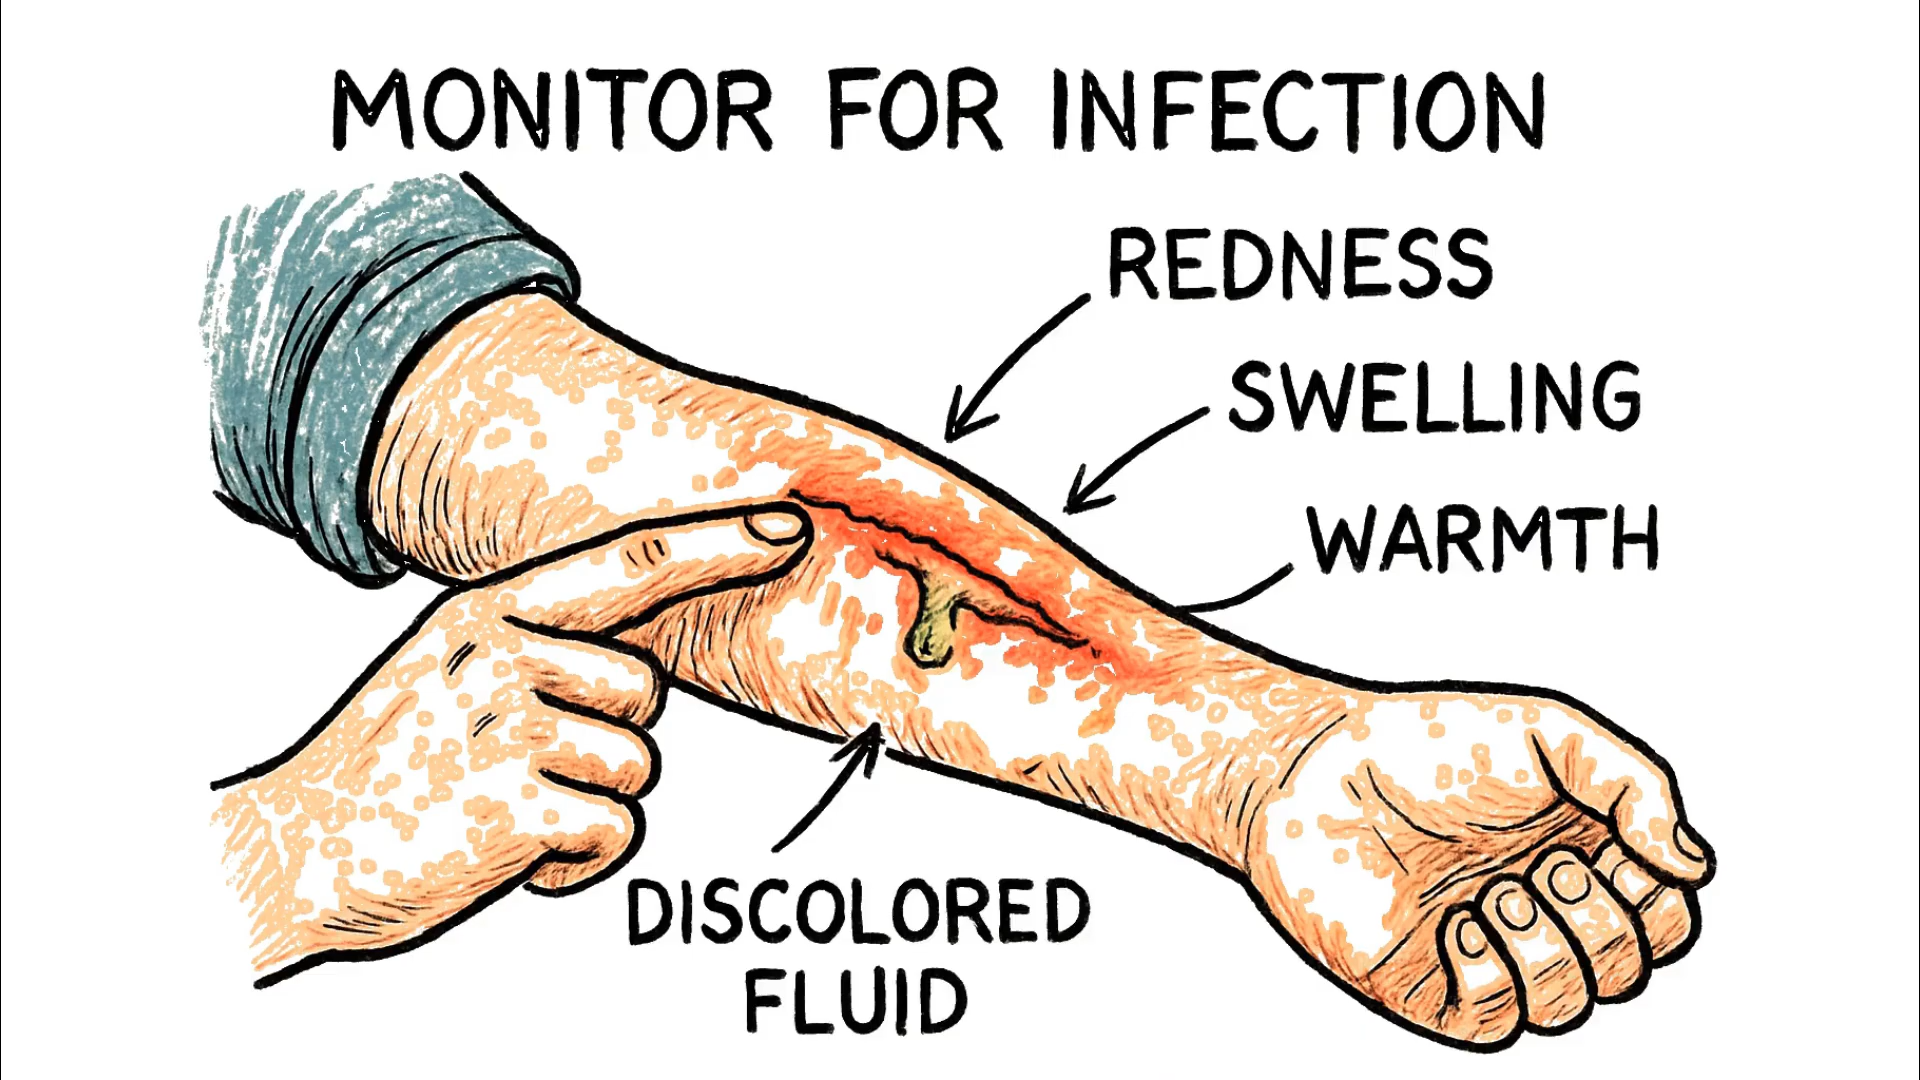 MONITOR FOR INFECTION
REDNESS
SWELLING
WARMTH
DISCOLORED
FLUID